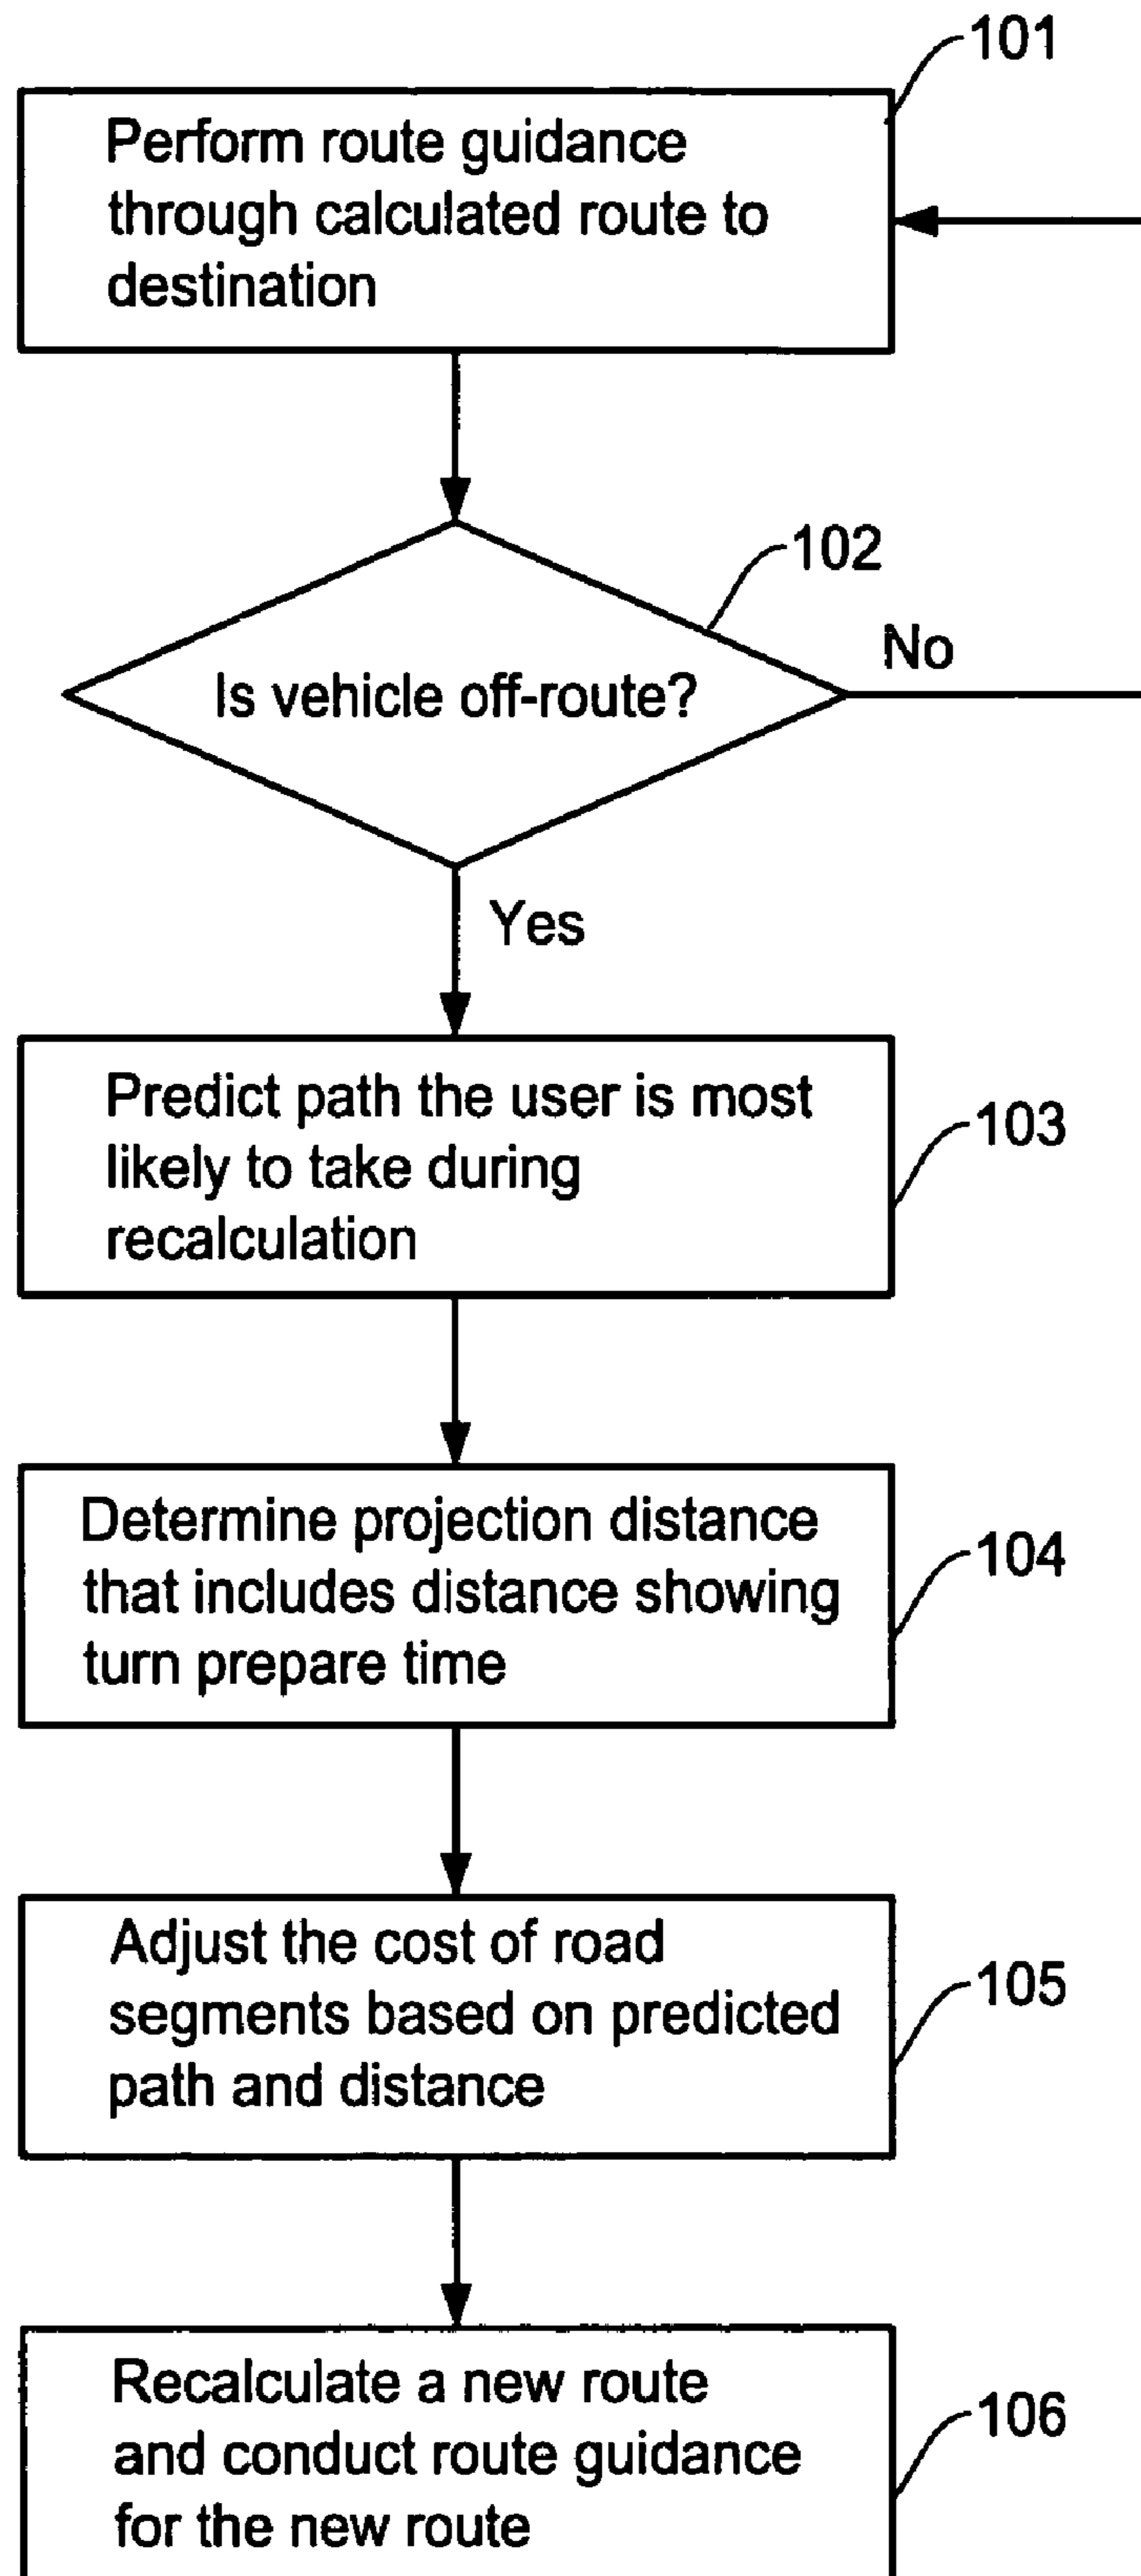 101
Perform route guidance
through calculated route to
destination
102
Is vehicle off-route?
No
Yes
Predict path the user is most
likely to take during
recalculation
103
Determine projection distance
that includes distance showing
turn prepare time
104
Adjust the cost of road
segments based on predicted
path and distance
105
Recalculate a new route
and conduct route guidance
for the new route
106